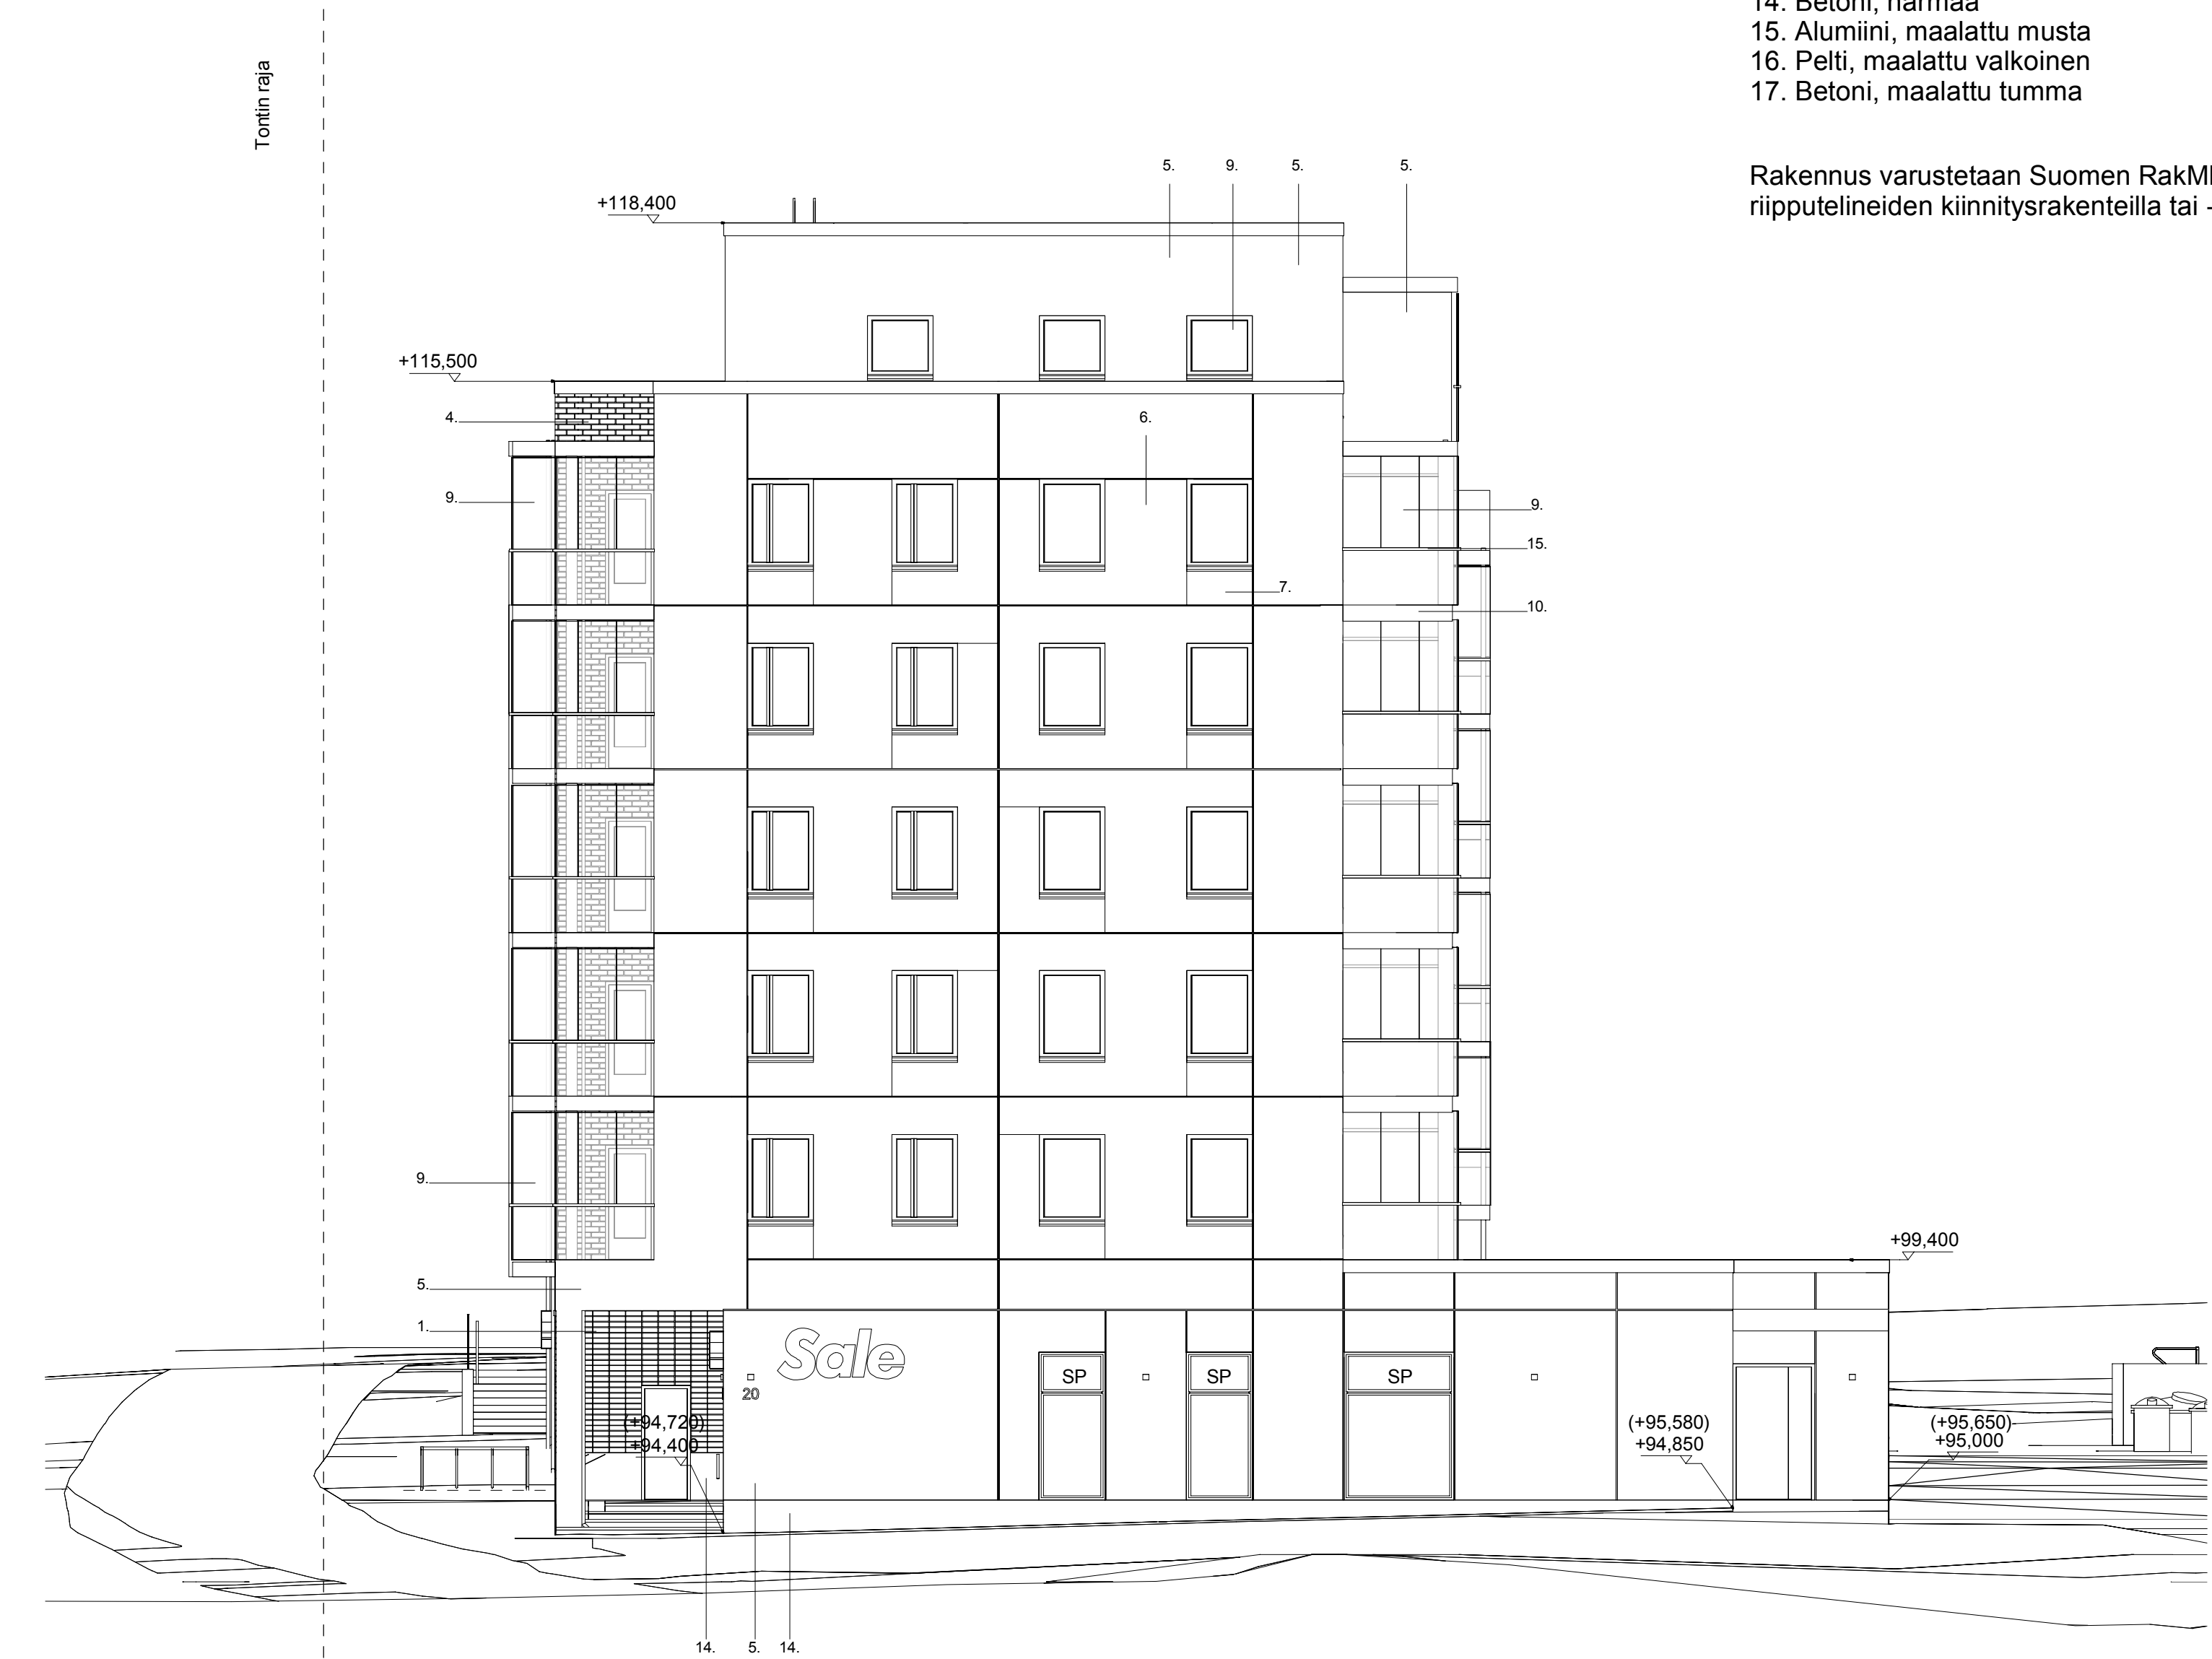 14. Betoni, harmaa
15. Alumiini, maalattu musta
16. Pelti, maalattu valkoinen
17. Betoni, maalattu tumma
Rakennus varustetaan Suomen
riipputelineiden kiinnitysrakenteilla tai -
Tontin raja
5. 9. 5. 5.
+118,400
+115,500
4.
6.
9.
9.
15.
7.
10.
9.
+99,400
5.
1.
Sale
SP SP SP
20
(+94,720)
+94,400
(+95,580)
+94,850
(+95,650)
+95,000
14. 5. 14.